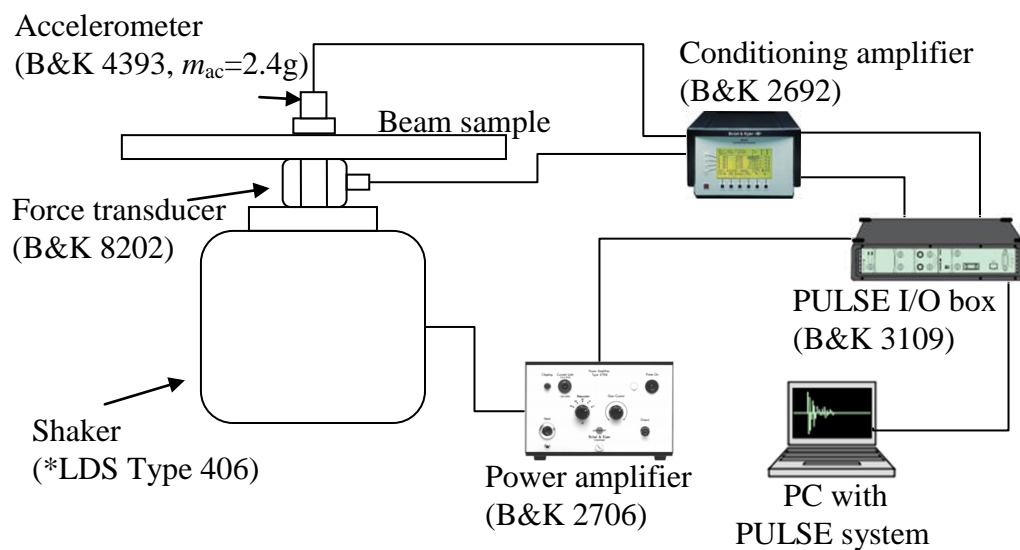 Accelerometer
(B&K 4393, mac=2.4g)
Conditioning amplifier
(B&K 2692)
Beam sample
Force transducer
(B&K 8202)
PULSE I/O box
(B&K 3109)
Shaker
(*LDS Type 406)
Power amplifier
(B&K 2706)
PC with
PULSE system